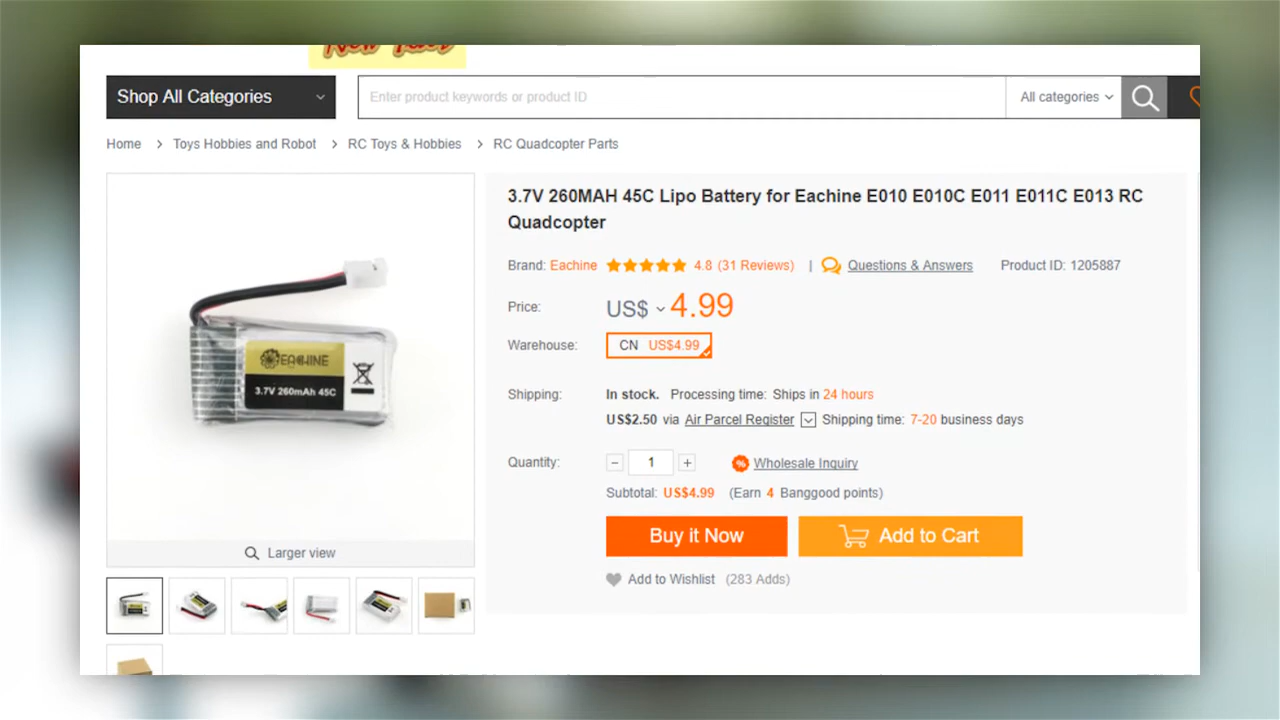 New Year
Shop All Categories
Enter product keywords or product ID
All categories
Home > Toys Hobbies and Robot > RC Toys & Hobbies > RC Quadcopter Parts
3.7V 260MAH 45C Lipo Battery for Eachine E010 E010C E011 E011C E013 RC
Quadcopter
Brand: Eachine 4.8 (31 Reviews) | Questions & Answers Product ID: 1205887
Price: US$ 4.99
Warehouse: CN US$4.99
EACHINE
3.7V 260mAh 45C
Shipping: In stock. Processing time: Ships in 24 hours
US$2.50 via Air Parcel Register Shipping time: 7-20 business days
Quantity: − 1 + % Wholesale Inquiry
Subtotal: US$4.99 (Earn 4 Banggood points)
Buy it Now Add to Cart
Larger view
Add to Wishlist (283 Adds)